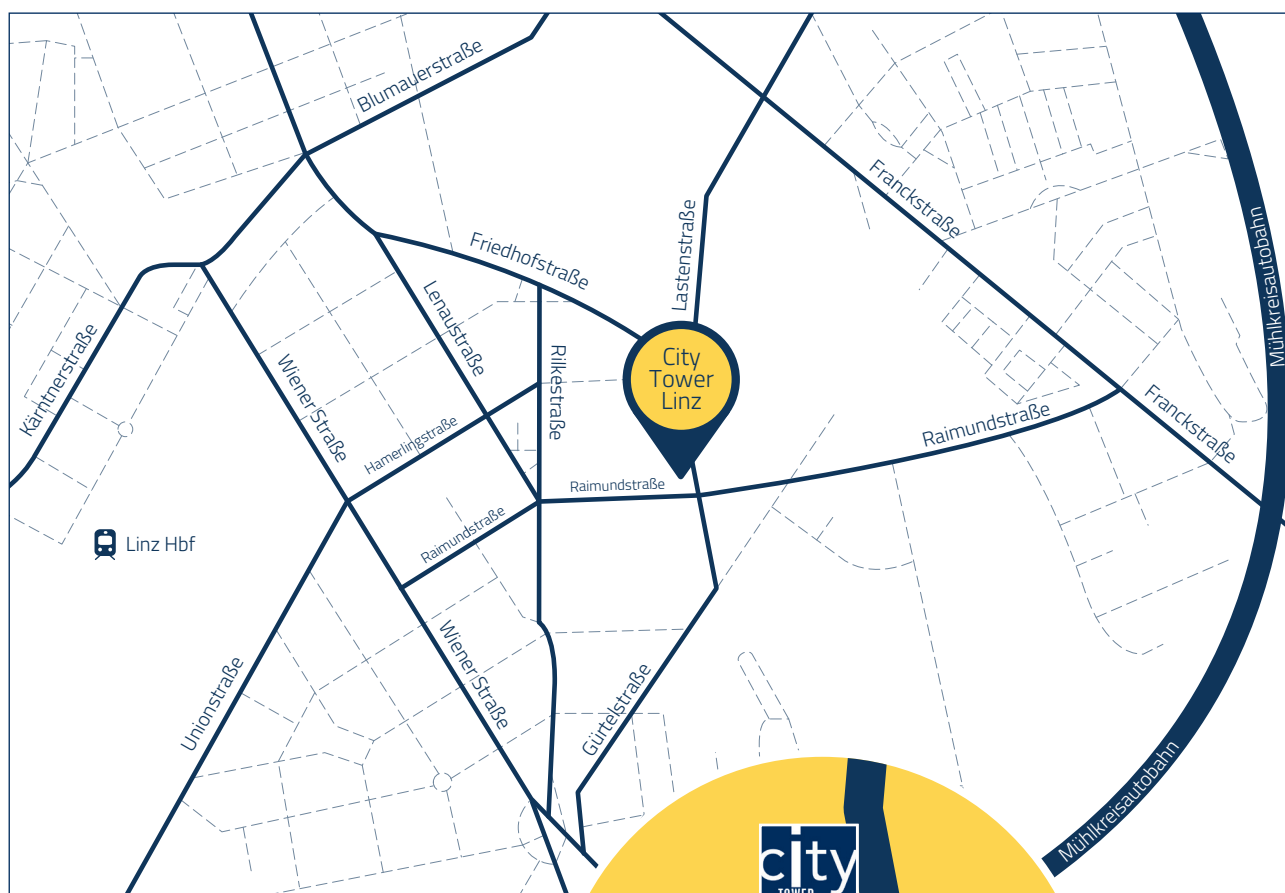 Blumauerstraße
Franckstraße
Lastenstraße
Friedhofstraße
Mühlkreisautobahn
Lenaustraße
Kärntnerstraße
Wiener Straße
Rilkestraße
City
Tower
Linz
Hamerlingstraße
Raimundstraße
Franckstraße
Raimundstraße
Raimundstraße
Linz Hbf
Wiener Straße
Unionstraße
Gürtelstraße
Mühlkreisautobahn
city
TOWER